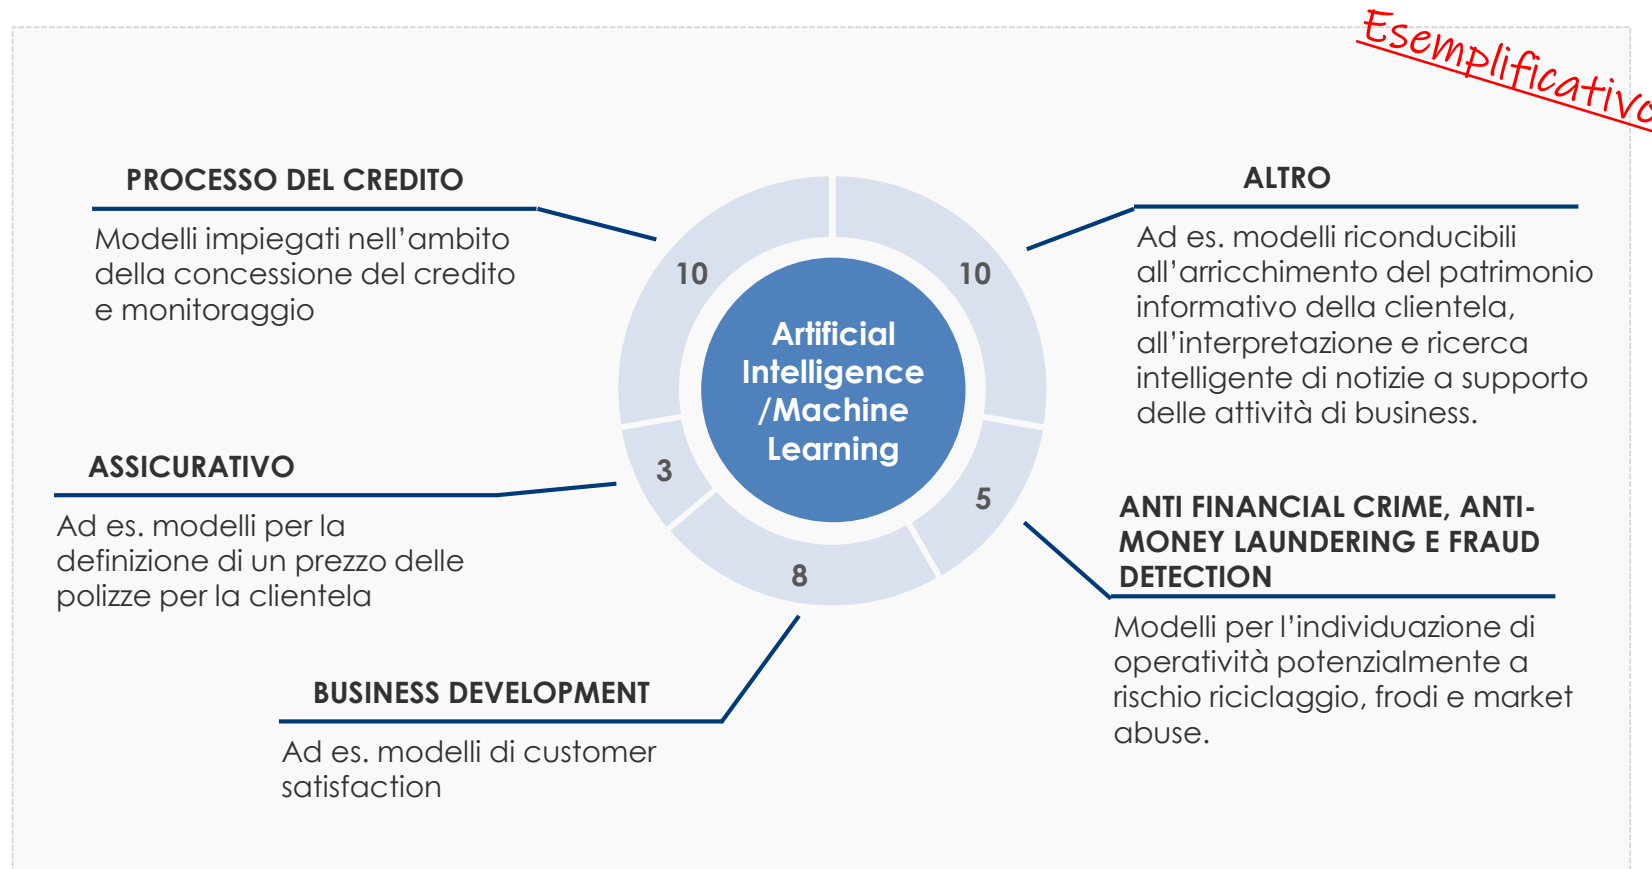 Esemplificativo
PROCESSO DEL CREDITO
Modelli impiegati nell’ambito
della concessione del credito
e monitoraggio
10
ALTRO
Ad es. modelli riconducibili
all’arricchimento del patrimonio
informativo della clientela,
all’interpretazione e ricerca
intelligente di notizie a supporto
delle attività di business.
10
Artificial
Intelligence
/Machine
Learning
ASSICURATIVO
Ad es. modelli per la
definizione di un prezzo delle
polizze per la clientela
3
ANTI FINANCIAL CRIME, ANTI-
MONEY LAUNDERING E FRAUD
DETECTION
Modelli per l’individuazione di
operatività potenzialmente a
rischio riciclaggio, frodi e market
abuse.
5
8
BUSINESS DEVELOPMENT
Ad es. modelli di customer
satisfaction